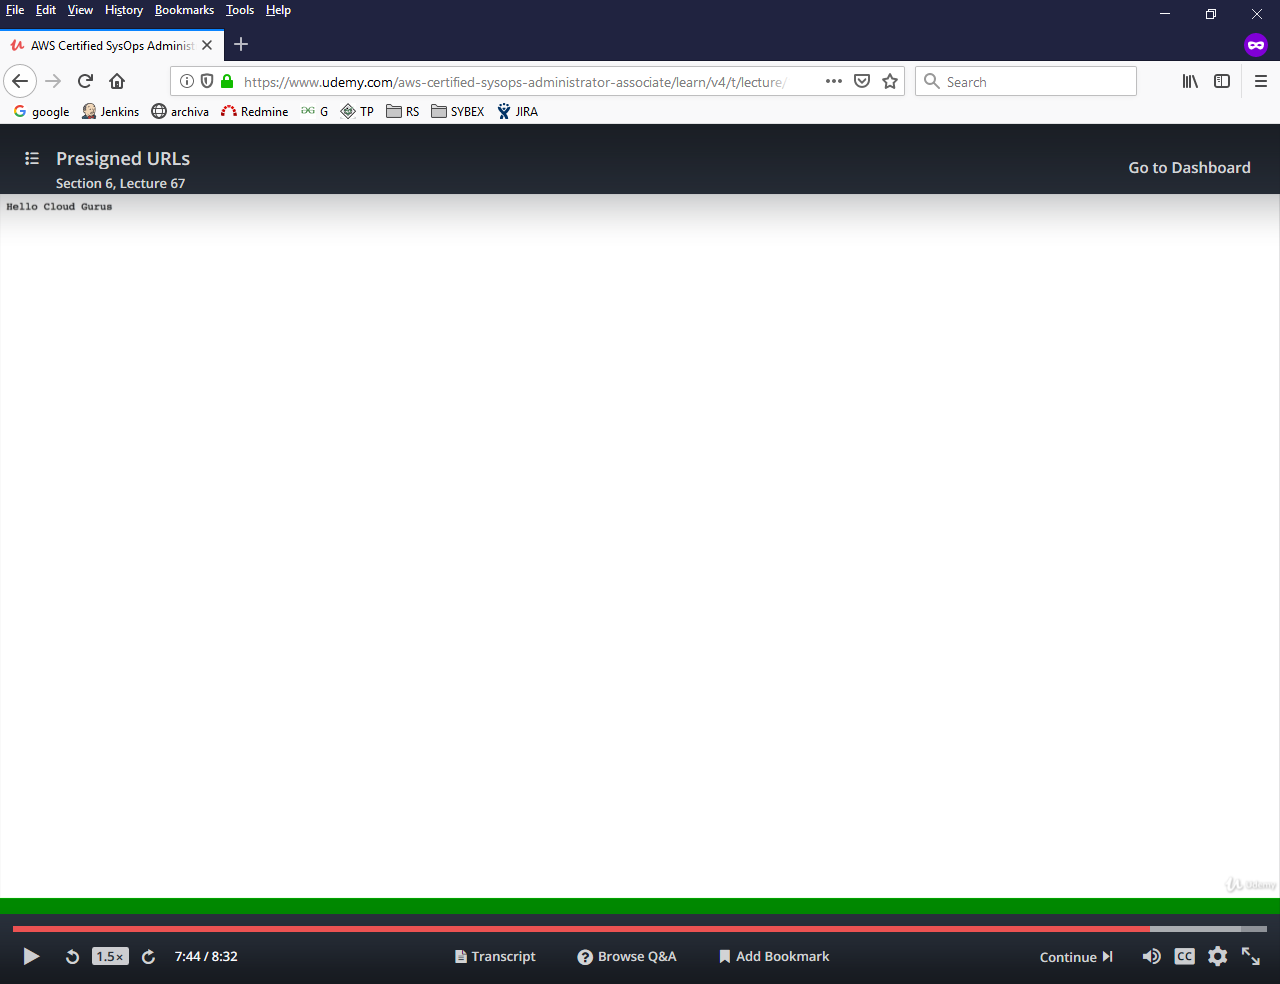 File Edit View History Bookmarks Tools Help
AWS Certified SysOps Administ
https://www.udemy.com/aws-certified-sysops-administrator-associate/learn/v4/t/lecture/
Search
google Jenkins archiva Redmine G TP RS SYBEX JIRA
Presigned URLs
Section 6, Lecture 67
Go to Dashboard
Hello Cloud Gurus
Udemy
1.5×
7:44 / 8:32
Transcript
? Browse Q&A
Add Bookmark
Continue
CC